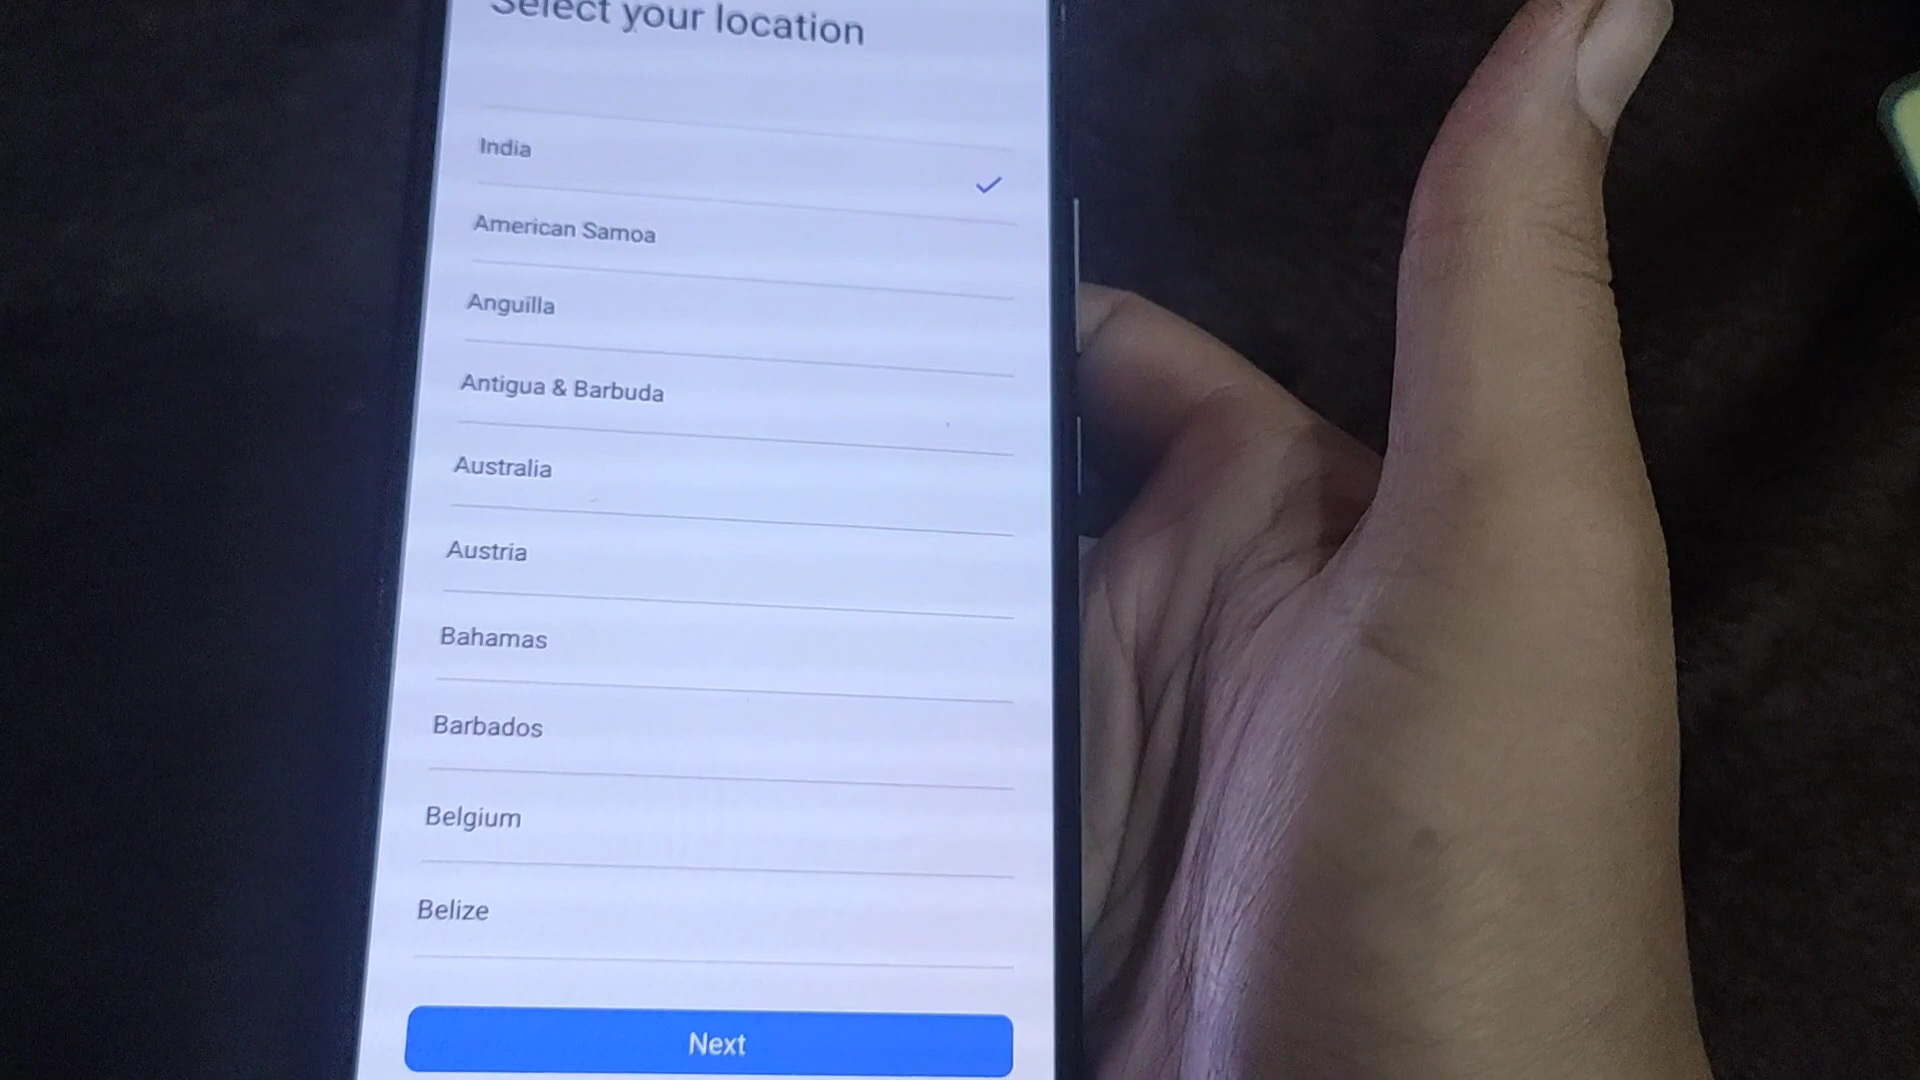 Select your location
India
American Samoa
Anguilla
Antigua & Barbuda
Australia
Austria
Bahamas
Barbados
Belgium
Belize
Next